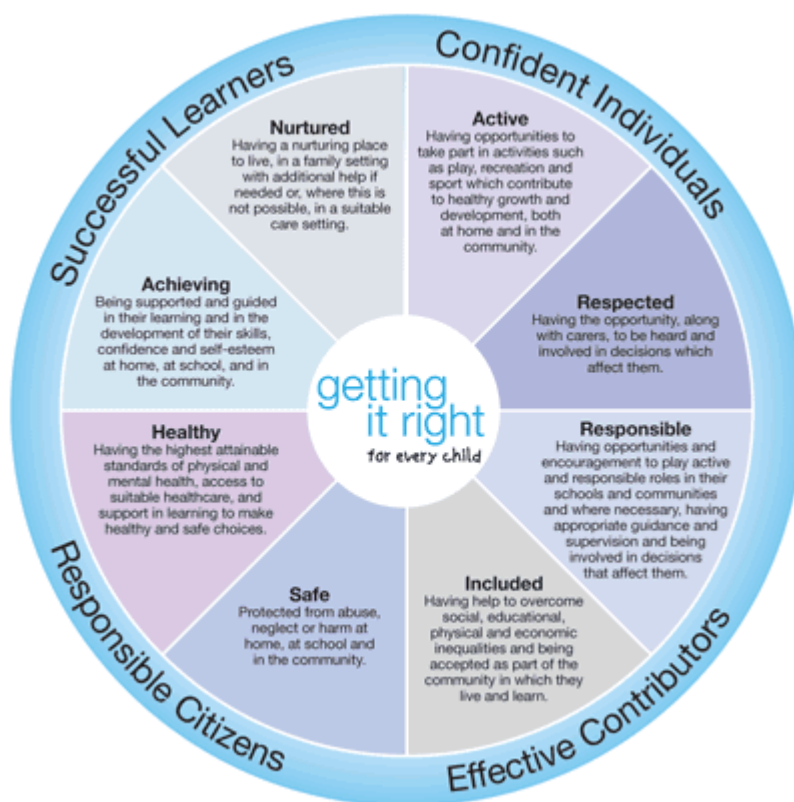 Successful Learners
Confident Individuals
Nurtured
Having a nurturing place
to live, in a family setting
with additional help if
needed or, where this is
not possible, in a suitable
care setting.
Active
Having opportunities to
take part in activities such
as play, recreation and
sport which contribute
to healthy growth and
development, both
at home and in the
community.
Achieving
Being supported and guided
in their learning and in the
development of their skills,
confidence and self-esteem
at home, at school, and in
the community.
Respected
Having the opportunity, along
with carers, to be heard and
involved in decisions which
affect them.
getting
it right
for every child
Healthy
Having the highest attainable
standards of physical and
mental health, access to
suitable healthcare, and
support in learning to make
healthy and safe choices.
Responsible
Having opportunities and
encouragement to play active
and responsible roles in their
schools and communities
and where necessary, having
appropriate guidance and
supervision and being
involved in decisions
that affect them.
Safe
Protected from abuse,
neglect or harm at
home, at school and
in the community.
Included
Having help to overcome
social, educational,
physical and economic
inequalities and being
accepted as part of the
community in which they
live and learn.
Responsible Citizens
Effective Contributors